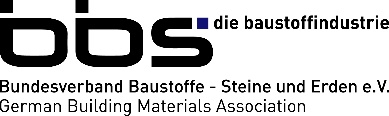 bbs die baustoffindustrie
Bundesverband Baustoffe - Steine und Erden e.V.
German Building Materials Association